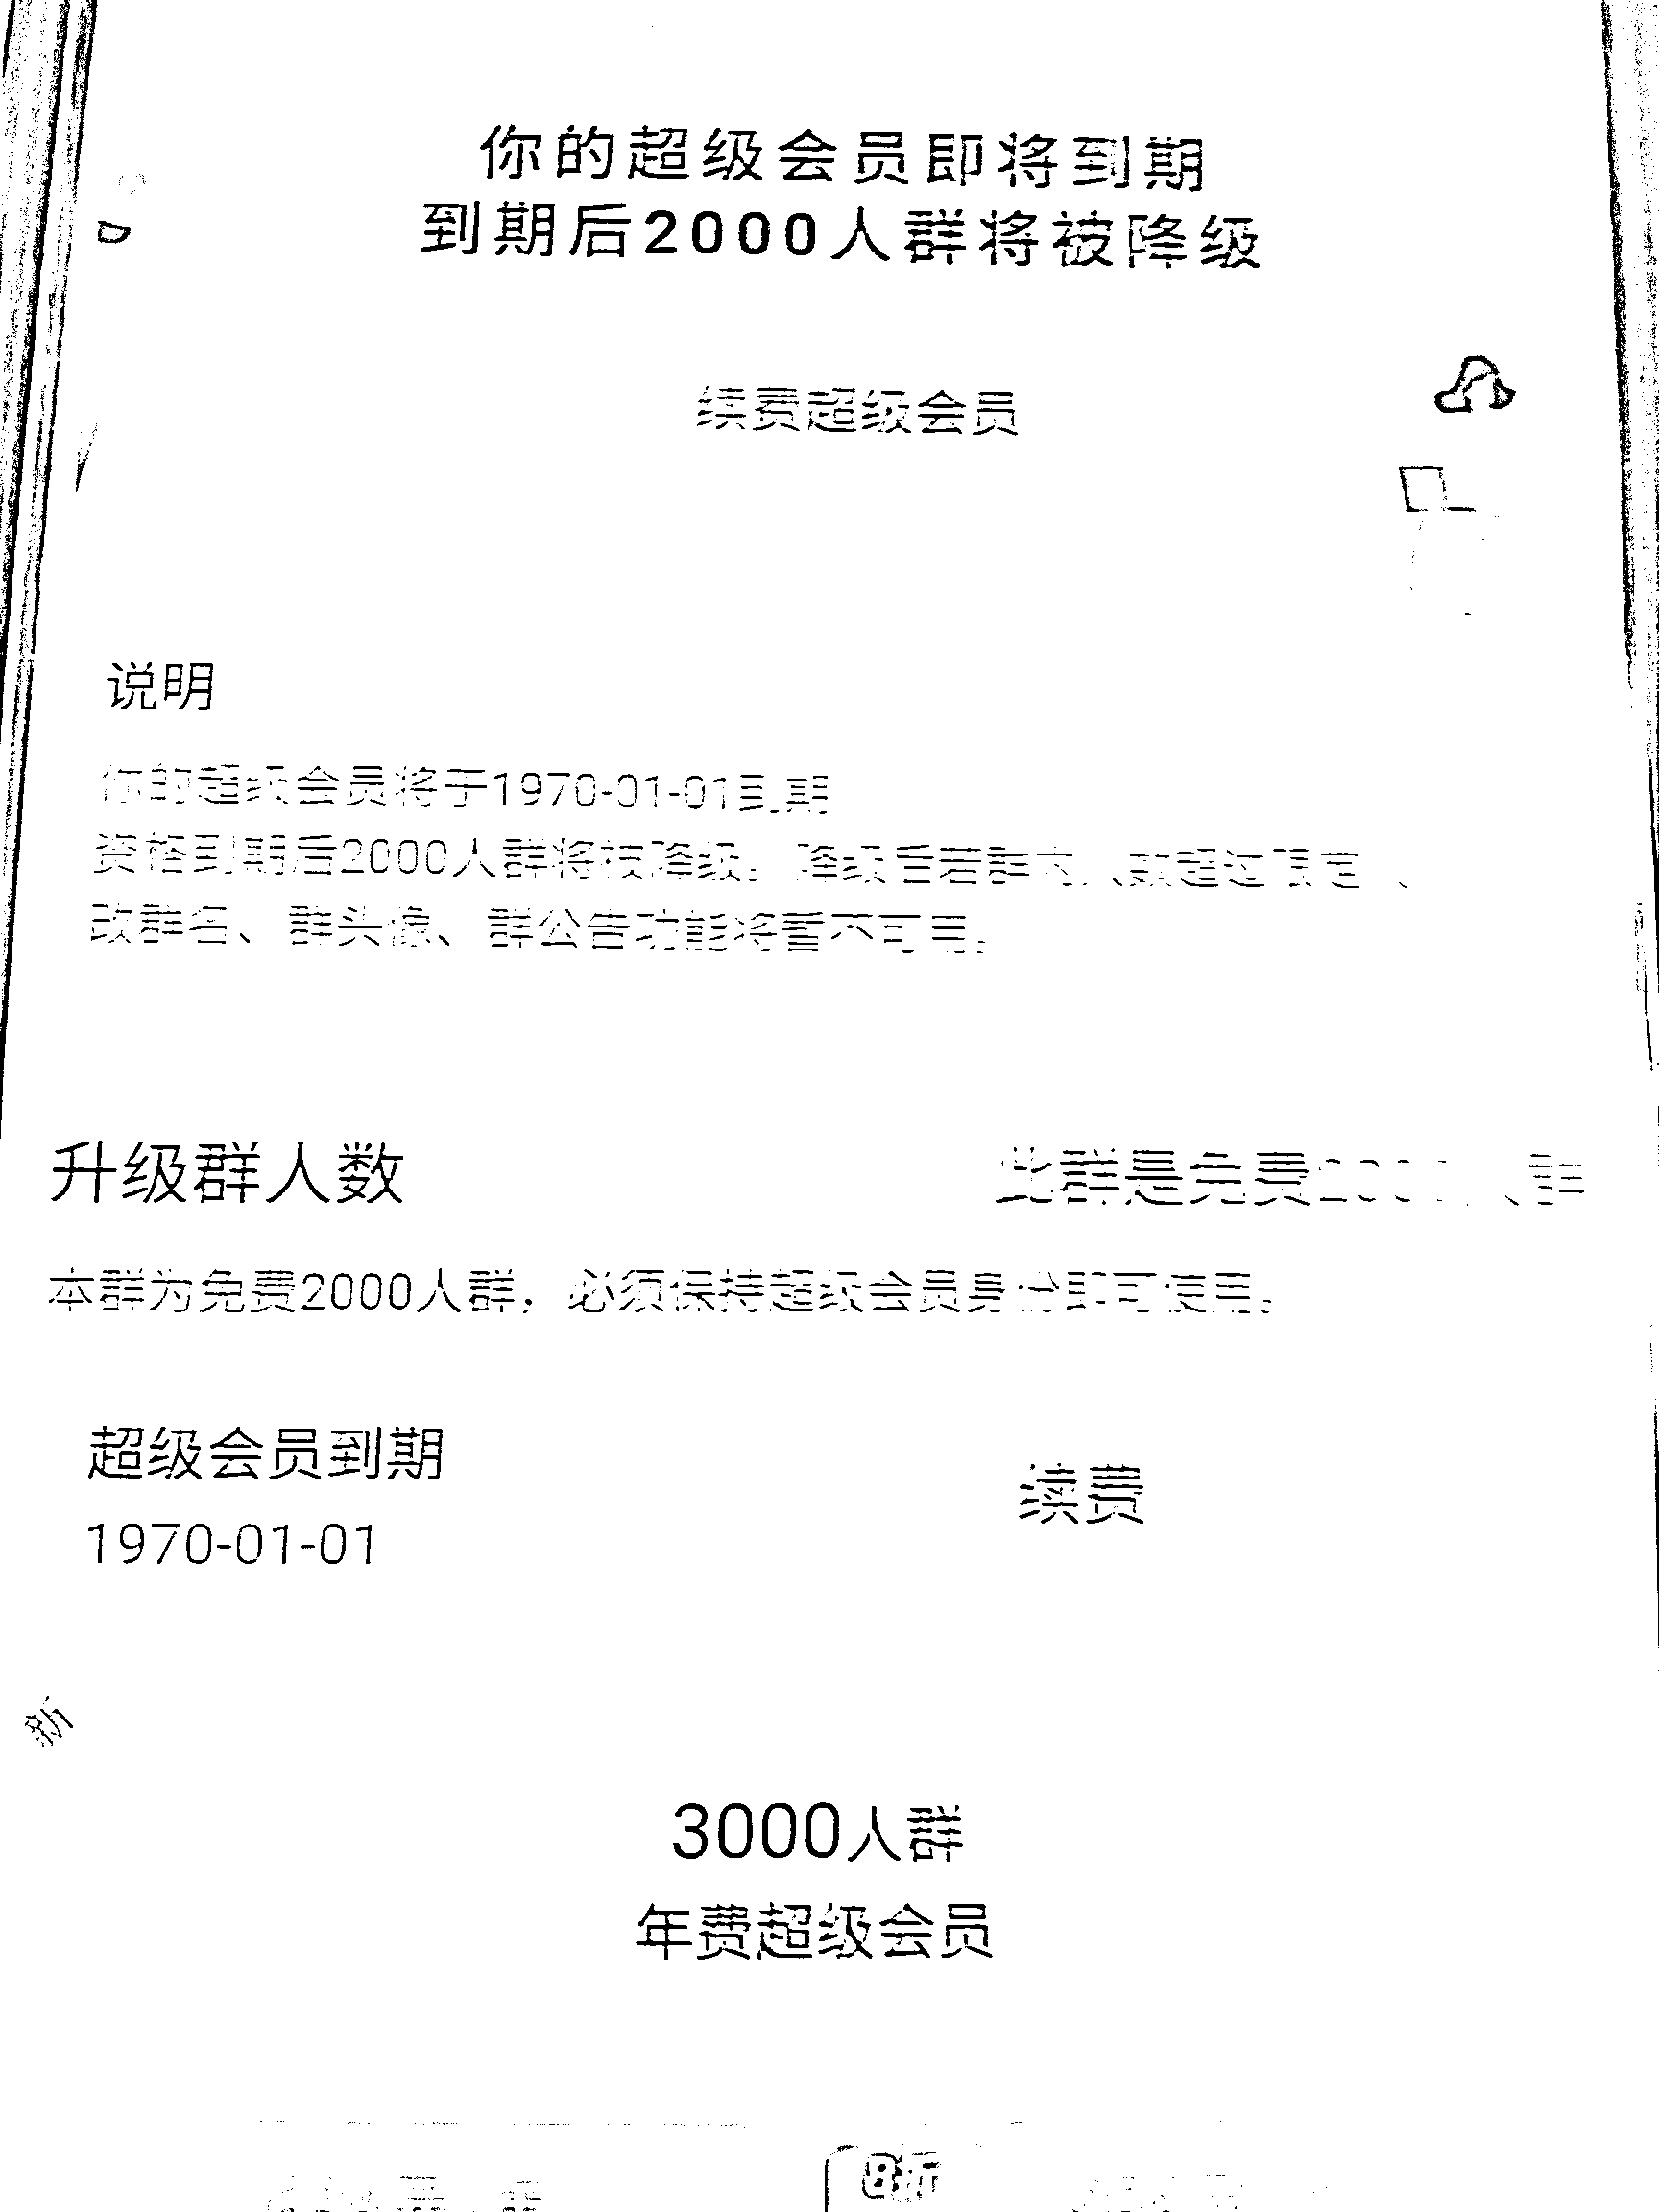 你的超级会员即将到期
到期后2000人群将被降级
续费超级会员
说明
你的超级会员将于1970-01-01到期
资格到期后2000人群将被降级。降级后若群内人数超过限定、
改群名、群头像、群公告功能将暂不可用。
升级群人数
此群是免费2000人群
本群为免费2000人群，必须保持超级会员身份即可使用。
超级会员到期
续费
1970-01-01
新
3000人群
年费超级会员
8折